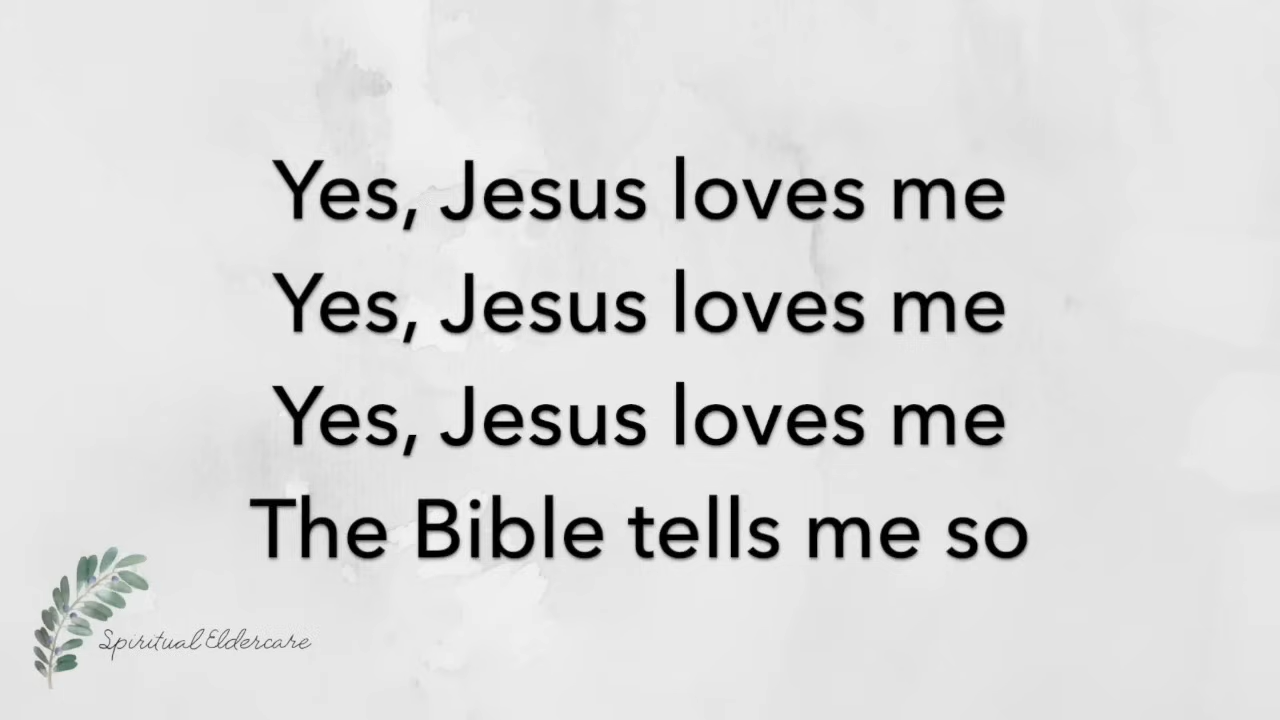 Yes, Jesus loves me
Yes, Jesus loves me
Yes, Jesus loves me
The Bible tells me so
Spiritual Eldercare